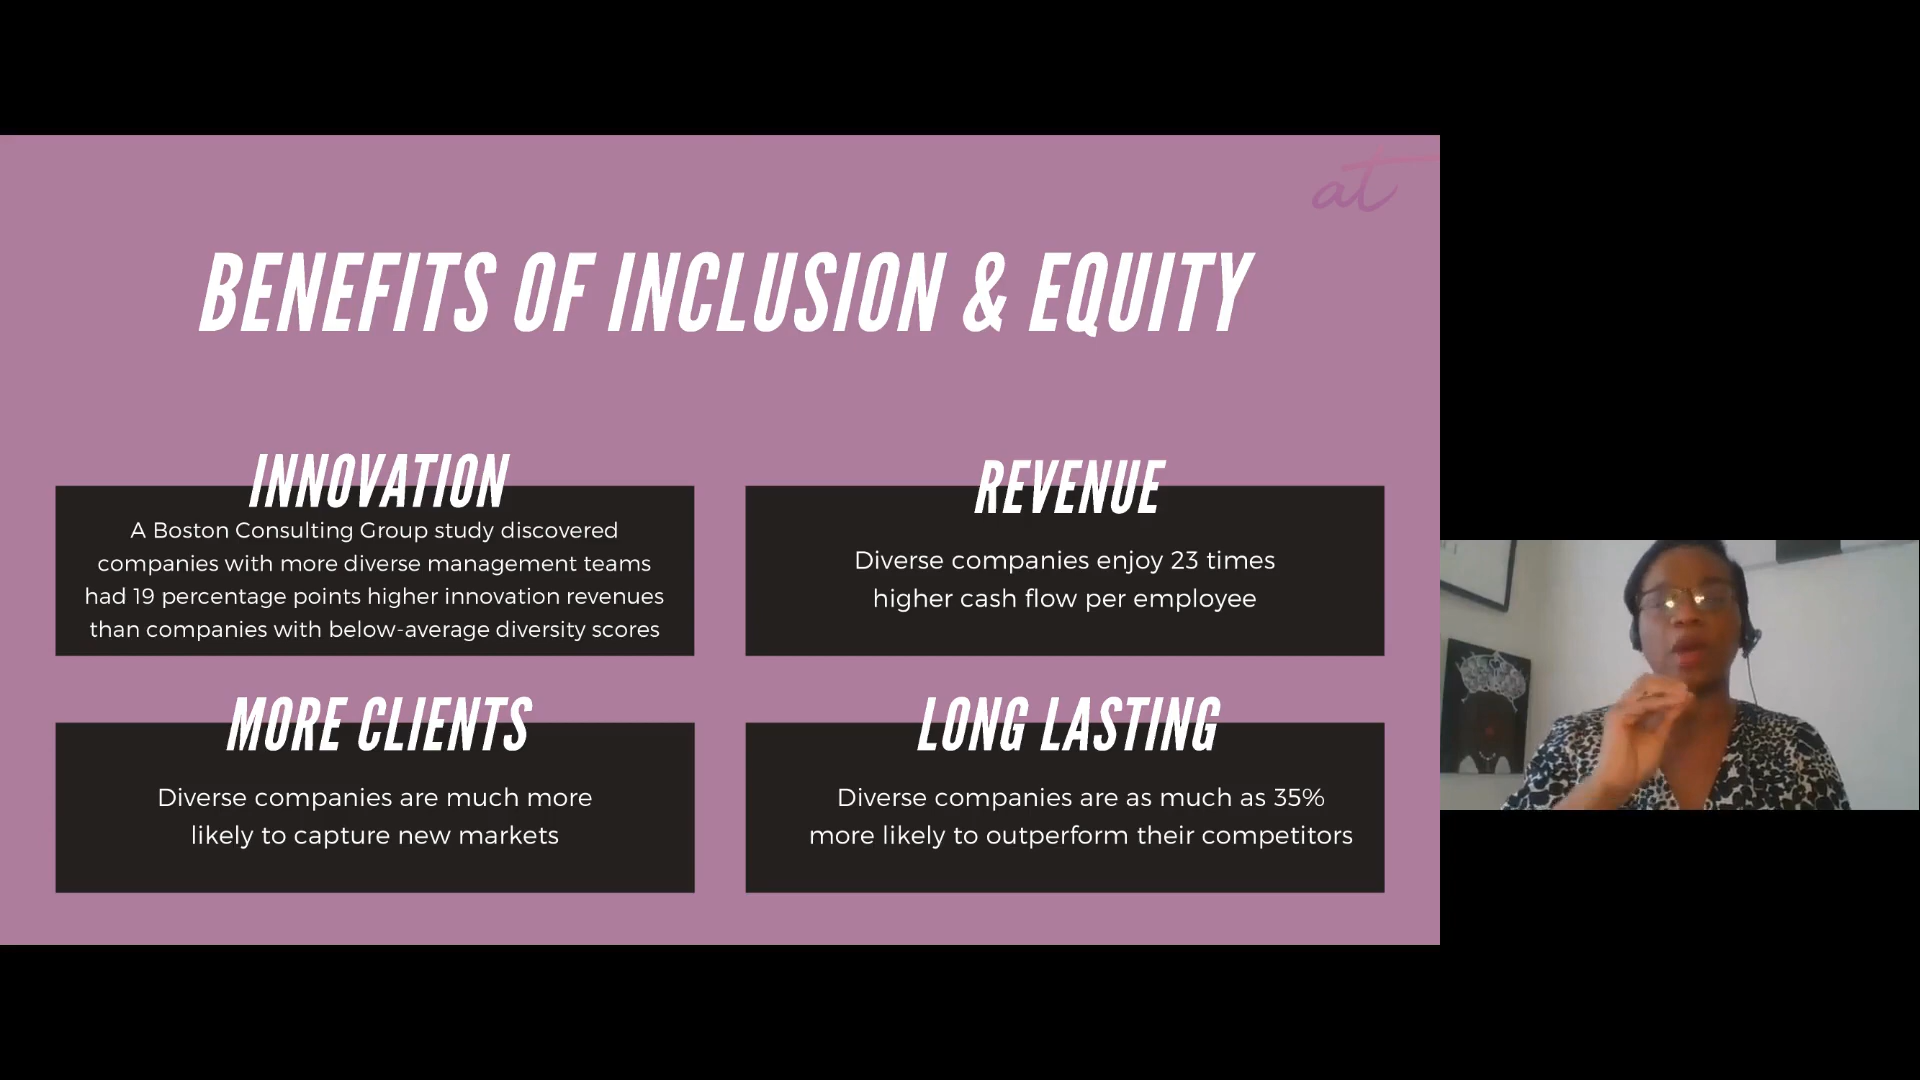 at
BENEFITS OF INCLUSION & EQUITY
INNOVATION
A Boston Consulting Group study discovered
companies with more diverse management teams
had 19 percentage points higher innovation revenues
than companies with below-average diversity scores
REVENUE
Diverse companies enjoy 23 times
higher cash flow per employee
MORE CLIENTS
Diverse companies are much more
likely to capture new markets
LONG LASTING
Diverse companies are as much as 35%
more likely to outperform their competitors